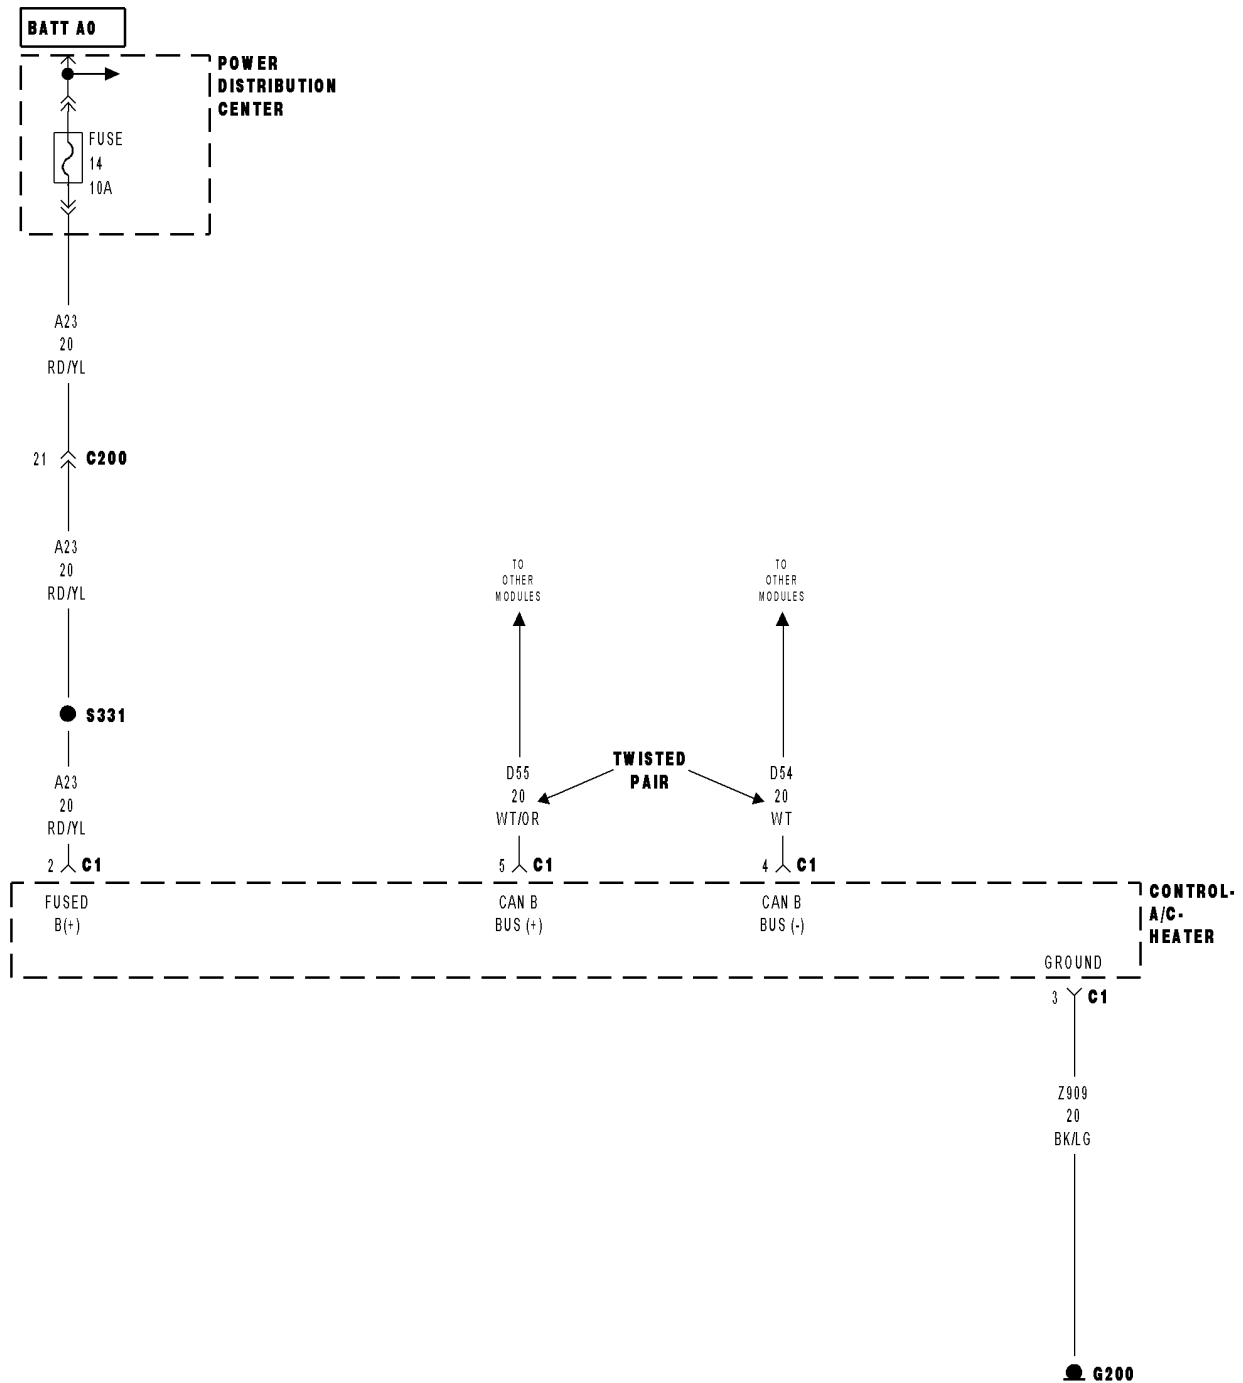 BATT A0
POWER
DISTRIBUTION
CENTER
FUSE
14
10A
A23
20
RD/YL
21
C200
A23
20
RD/YL
TO
OTHER
MODULES
TO
OTHER
MODULES
S331
TWISTED
PAIR
A23
20
RD/YL
D55
20
WT/OR
D54
20
WT
2 C1
5 C1
4 C1
FUSED
B(+)
CAN B
BUS (+)
CAN B
BUS (-)
CONTROL-
A/C-
HEATER
GROUND
3 C1
Z909
20
BK/LG
G200